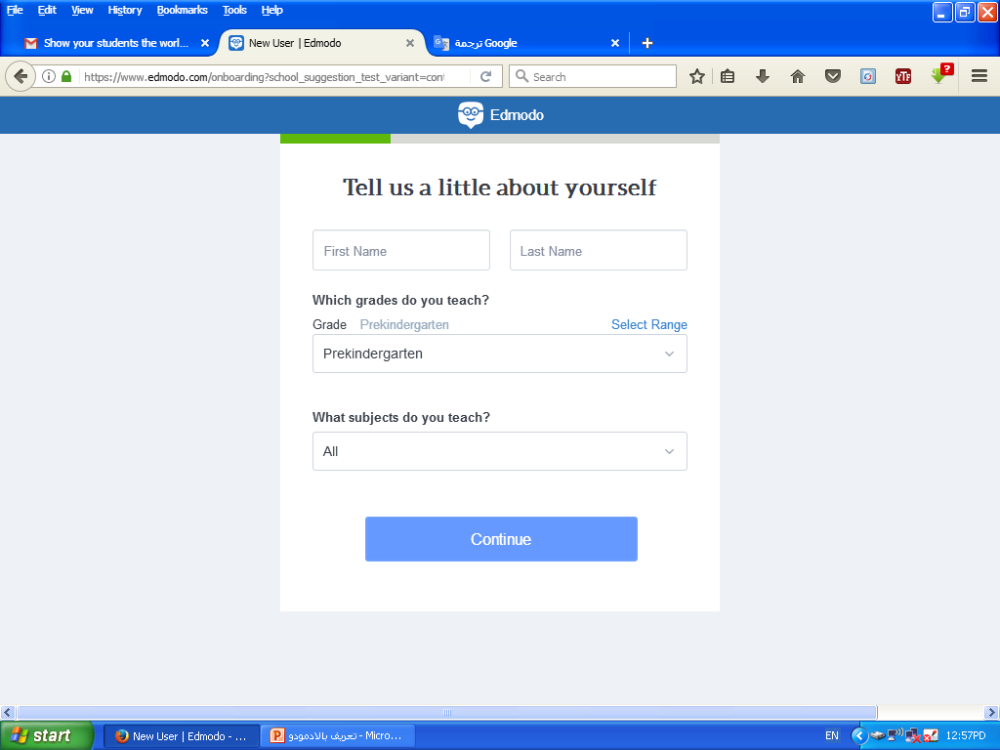 File Edit View History Bookmarks Tools Help
Show your students the worl...
New User | Edmodo
ترجمة Google
https://www.edmodo.com/onboarding?school_suggestion_test_variant=con
Search
YTF
?
Edmodo
Tell us a little about yourself
First Name Last Name
Which grades do you teach?
Grade Prekindergarten Select Range
Prekindergarten
What subjects do you teach?
All
Continue
start
New User | Edmodo - ...
تعريف بالادمودو - Micro...
EN
12:57PD